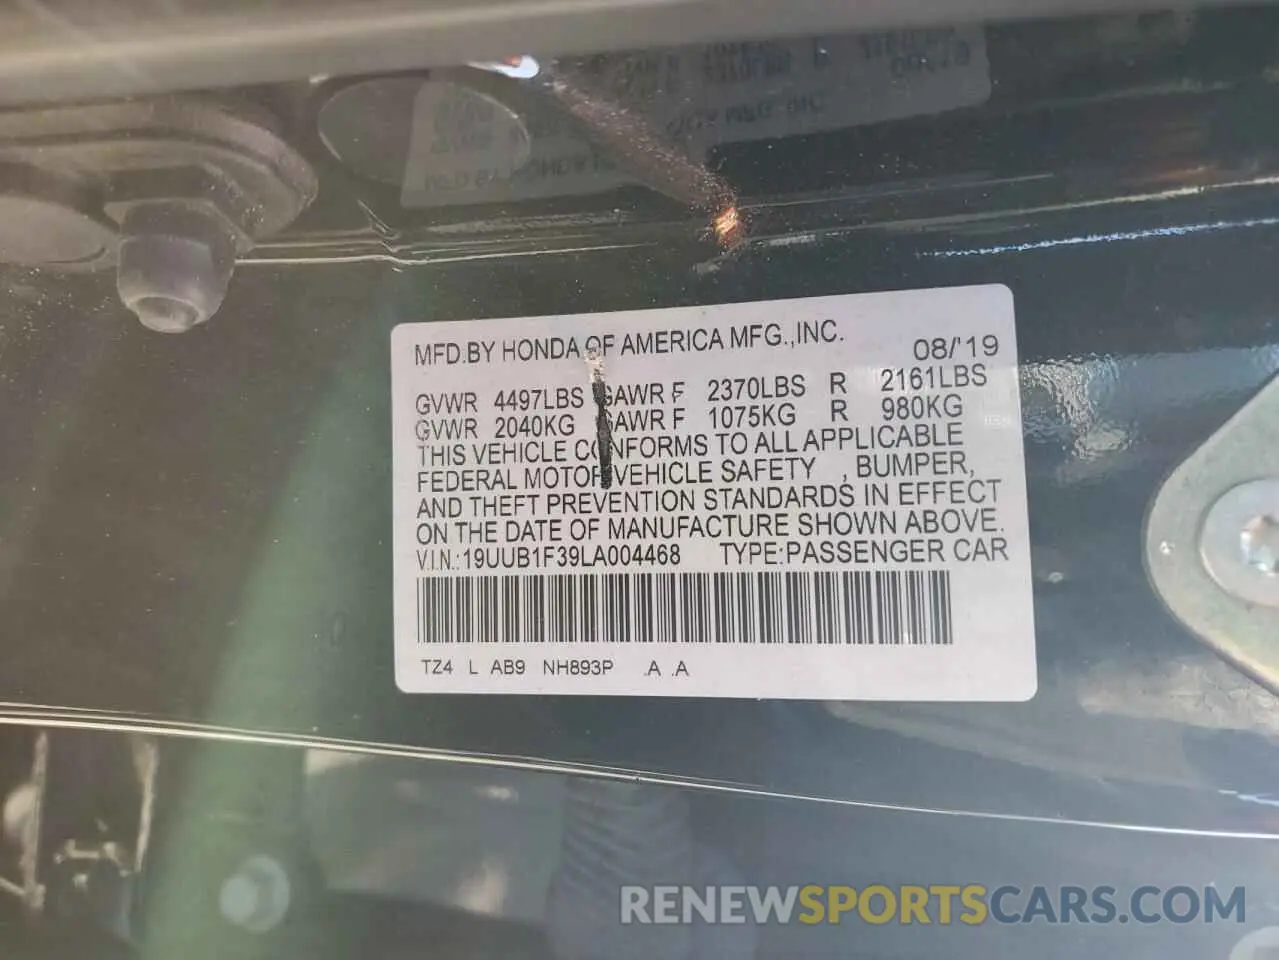 MFD.BY HONDA OF AMERICA MFG.,INC. 08/'19
GVWR 4497LBS GAWR F 2370LBS R 2161LBS
GVWR 2040KG GAWR F 1075KG R 980KG
THIS VEHICLE CONFORMS TO ALL APPLICABLE
FEDERAL MOTOR VEHICLE SAFETY , BUMPER,
AND THEFT PREVENTION STANDARDS IN EFFECT
ON THE DATE OF MANUFACTURE SHOWN ABOVE.
V.I.N.:19UUB1F39LA004468 TYPE:PASSENGER CAR
TZ4 L AB9 NH893P .A .A
RENEWSPORTSCARS.COM